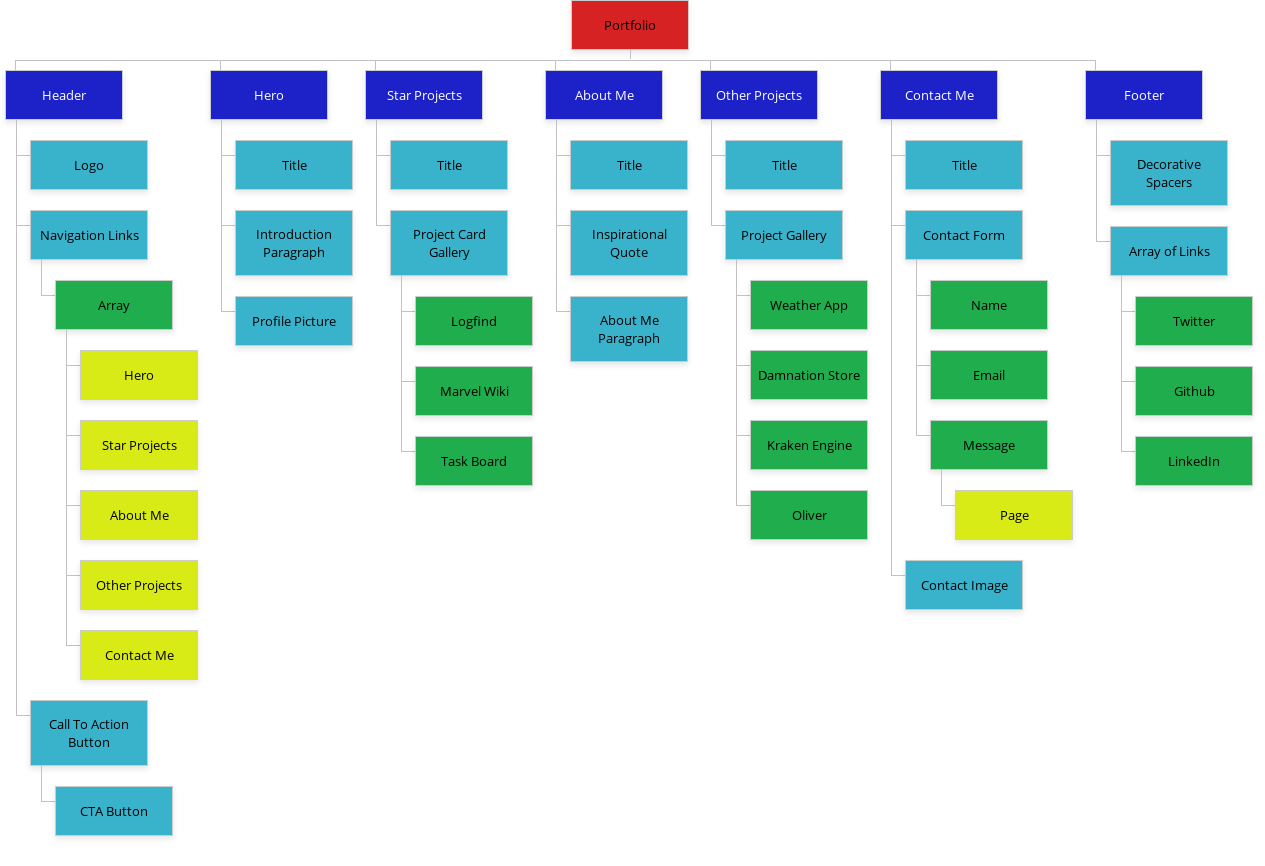 Portfolio
Header
Logo
Navigation Links
Array
Hero
Star Projects
About Me
Other Projects
Contact Me
Call To Action
Button
CTA Button
Hero
Title
Introduction
Paragraph
Profile Picture
Star Projects
Title
Project Card
Gallery
Logfind
Marvel Wiki
Task Board
About Me
Title
Inspirational
Quote
About Me
Paragraph
Other Projects
Title
Project Gallery
Weather App
Damnation Store
Kraken Engine
Oliver
Contact Me
Title
Contact Form
Name
Email
Message
Page
Contact Image
Footer
Decorative
Spacers
Array of Links
Twitter
Github
LinkedIn